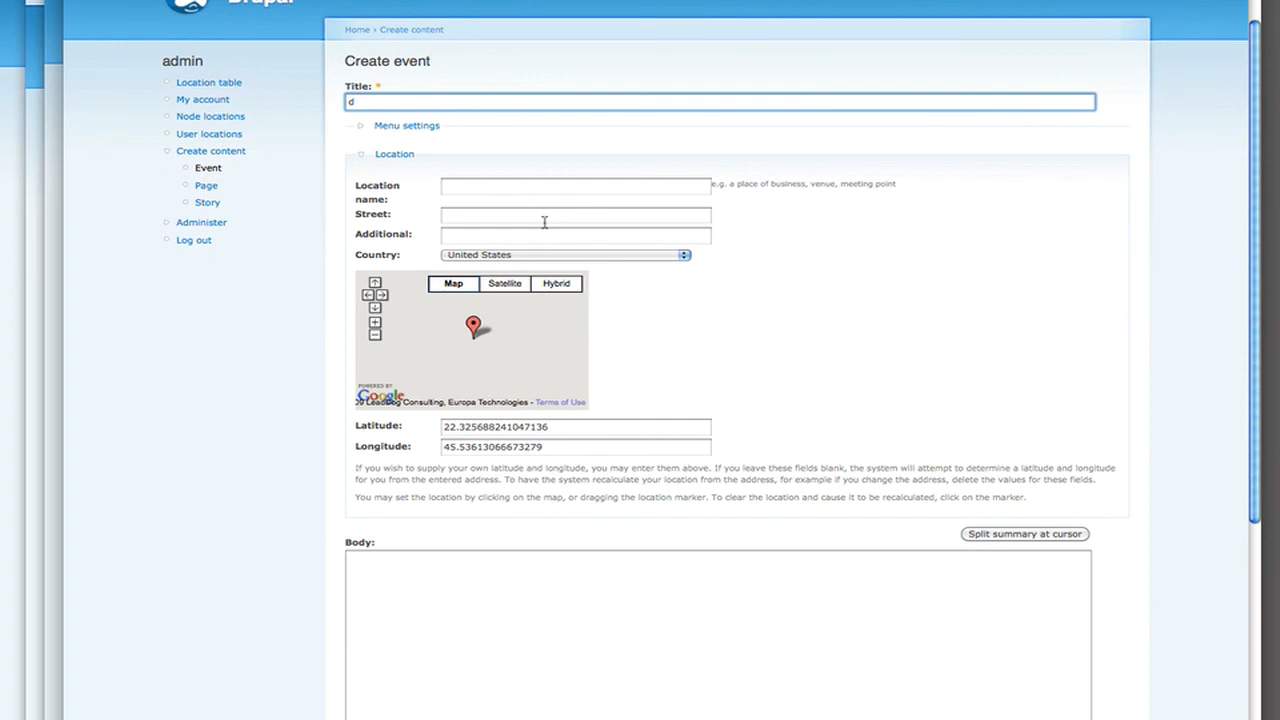 Drupal
Home › Create content
admin
Location table
My account
Node locations
User locations
Create content
Event
Page
Story
Administer
Log out
Create event
Title: *
d
Menu settings
Location
Location name:
e.g. a place of business, venue, meeting point
Street:
Additional:
Country:
United States
Map
Satellite
Hybrid
POWERED BY
Google
09 LeadDog Consulting, Europa Technologies - Terms of Use
Latitude:
22.325688241047136
Longitude:
45.53613066673279
If you wish to supply your own latitude and longitude, you may enter them above. If you leave these fields blank, the system will attempt to determine a latitude and longitude
for you from the entered address. To have the system recalculate your location from the address, for example if you change the address, delete the values for these fields.
You may set the location by clicking on the map, or dragging the location marker. To clear the location and cause it to be recalculated, click on the marker.
Split summary at cursor
Body: